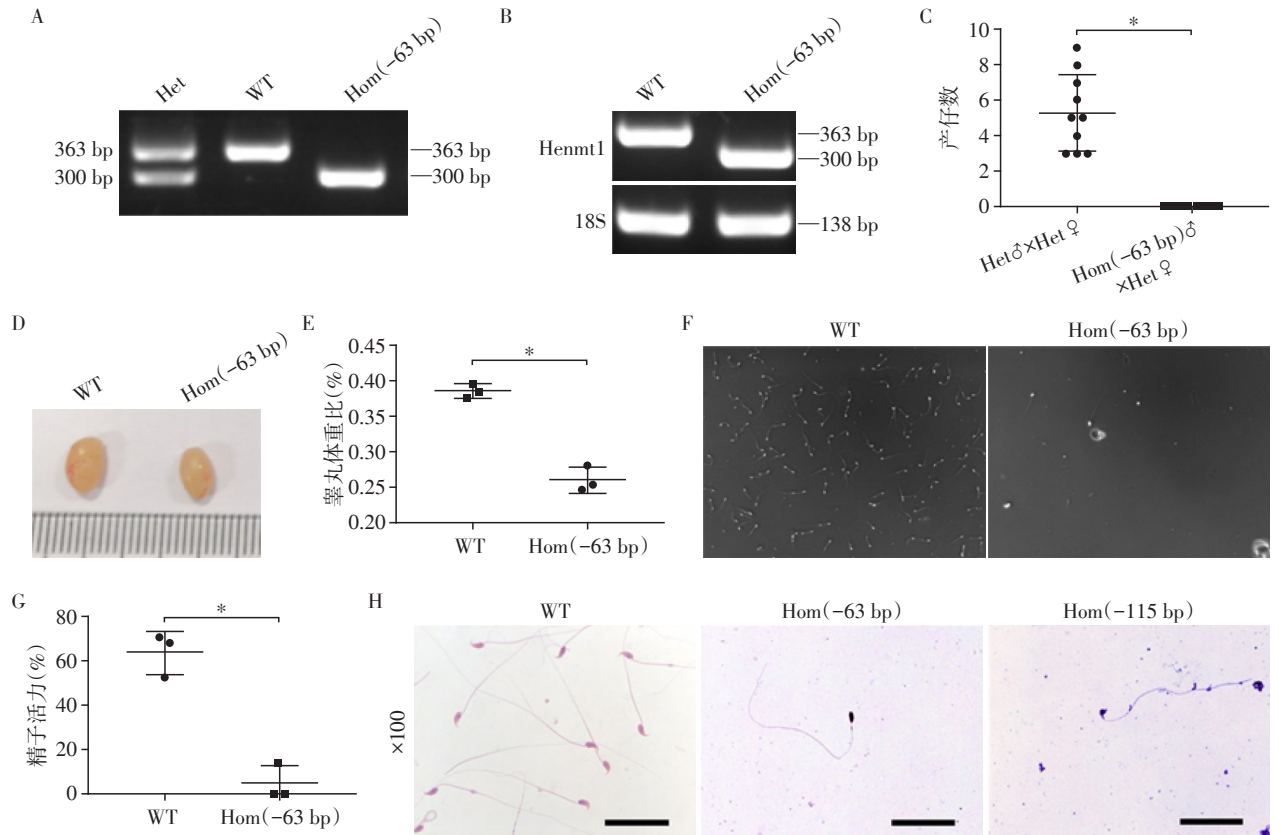 A
Het
WT
Hom(−63 bp)
363 bp
300 bp
363 bp
300 bp
B
WT
Hom(−63 bp)
Henmt1
363 bp
300 bp
18S
138 bp
C
产仔数
10
8
6
4
2
0
*
Het♂×Het♀
Hom(−63 bp)♂
×Het♀
D
WT
Hom(−63 bp)
E
睾丸体重比(%)
0.45
0.40
0.35
0.30
0.25
0.20
*
WT
Hom(−63 bp)
F
WT
Hom(−63 bp)
G
精子活力(%)
80
60
40
20
0
*
WT
Hom(−63 bp)
H
WT
Hom(−63 bp)
Hom(−115 bp)
×100